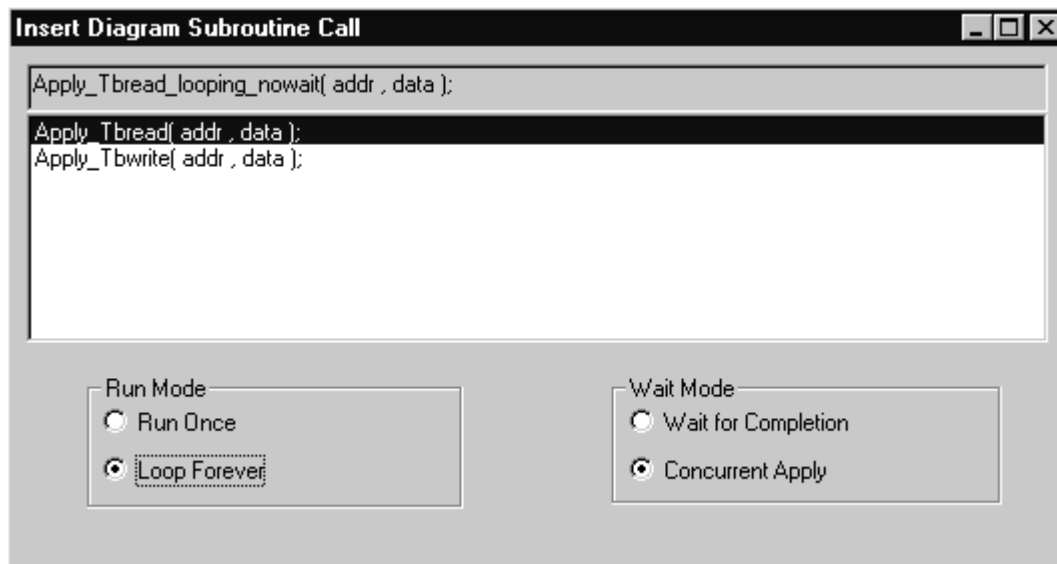 Insert Diagram Subroutine Call
Apply_Tbread_looping_nowait( addr , data );
Apply_Tbread( addr , data );
Apply_Tbwrite( addr , data );
Run Mode
Run Once
Loop Forever
Wait Mode
Wait for Completion
Concurrent Apply